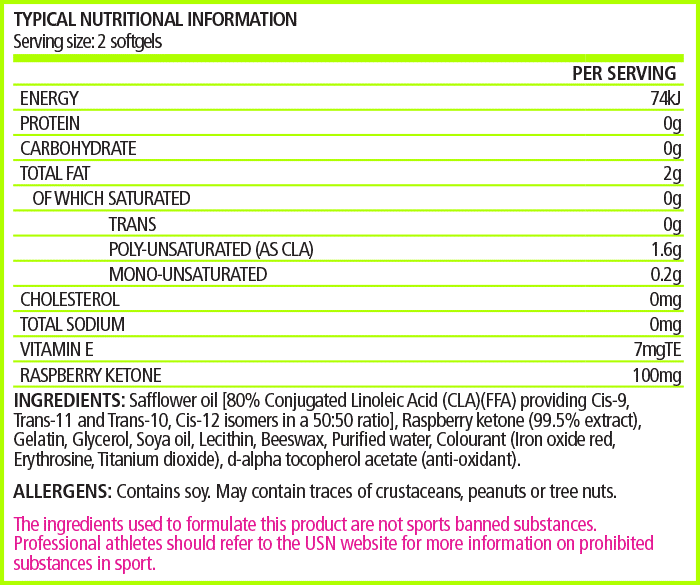 TYPICAL NUTRITIONAL INFORMATION
Serving size: 2 softgels
PER SERVING
ENERGY 74kJ
PROTEIN 0g
CARBOHYDRATE 0g
TOTAL FAT 2g
OF WHICH SATURATED 0g
TRANS 0g
POLY-UNSATURATED (AS CLA) 1.6g
MONO-UNSATURATED 0.2g
CHOLESTEROL 0mg
TOTAL SODIUM 0mg
VITAMIN E 7mgTE
RASPBERRY KETONE 100mg
INGREDIENTS: Safflower oil [80% Conjugated Linoleic Acid (CLA)(FFA) providing Cis-9,
Trans-11 and Trans-10, Cis-12 isomers in a 50:50 ratio], Raspberry ketone (99.5% extract),
Gelatin, Glycerol, Soya oil, Lecithin, Beeswax, Purified water, Colourant (Iron oxide red,
Erythrosine, Titanium dioxide), d-alpha tocopherol acetate (anti-oxidant).
ALLERGENS: Contains soy. May contain traces of crustaceans, peanuts or tree nuts.
The ingredients used to formulate this product are not sports banned substances.
Professional athletes should refer to the USN website for more information on prohibited
substances in sport.